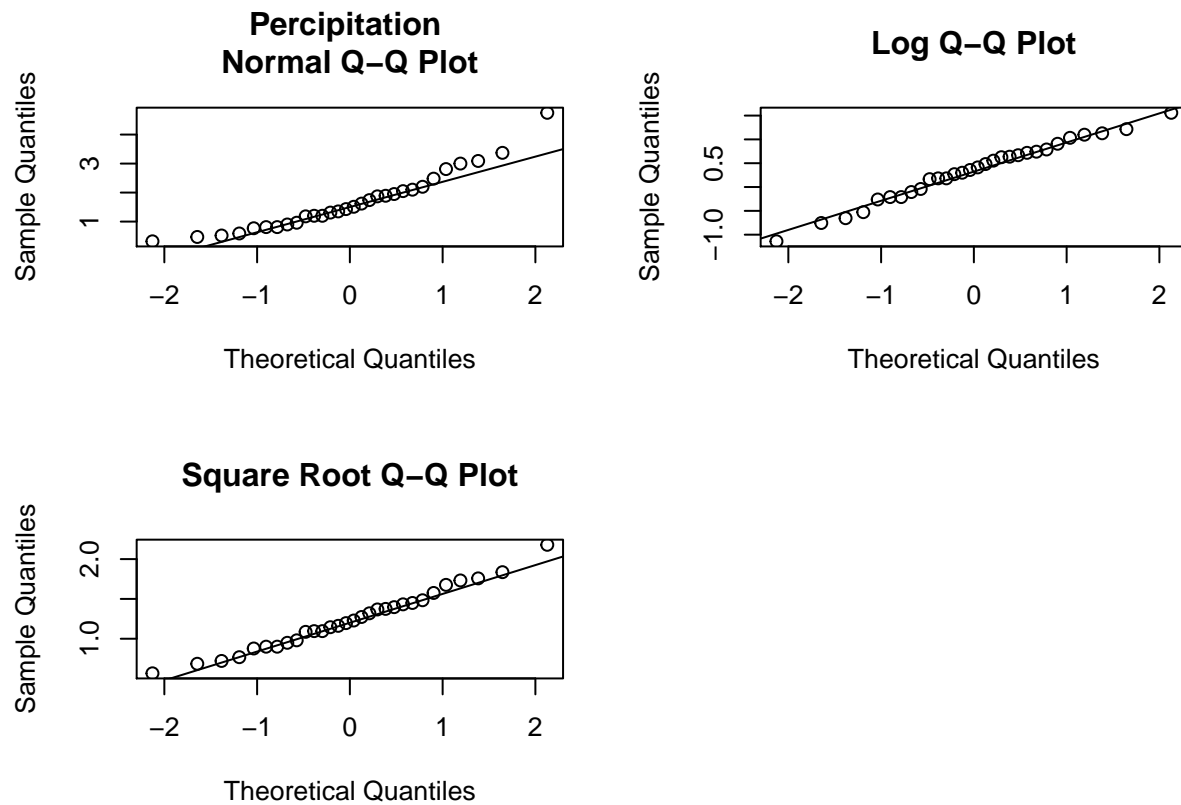 Percipitation
Normal Q−Q Plot
Sample Quantiles
1
3
−2
−1
0
1
2
Theoretical Quantiles
Log Q−Q Plot
Sample Quantiles
−1.0
0.5
−2
−1
0
1
2
Theoretical Quantiles
Square Root Q−Q Plot
Sample Quantiles
1.0
2.0
−2
−1
0
1
2
Theoretical Quantiles